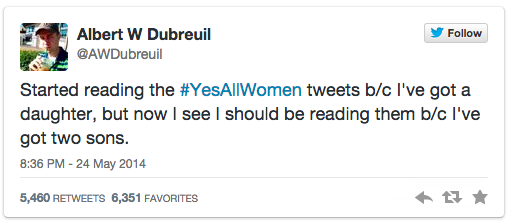 Albert W Dubreuil
@AWDubreuil
Follow
Started reading the #YesAllWomen tweets b/c I've got a
daughter, but now I see I should be reading them b/c I've
got two sons.
8:36 PM - 24 May 2014
5,460 RETWEETS 6,351 FAVORITES